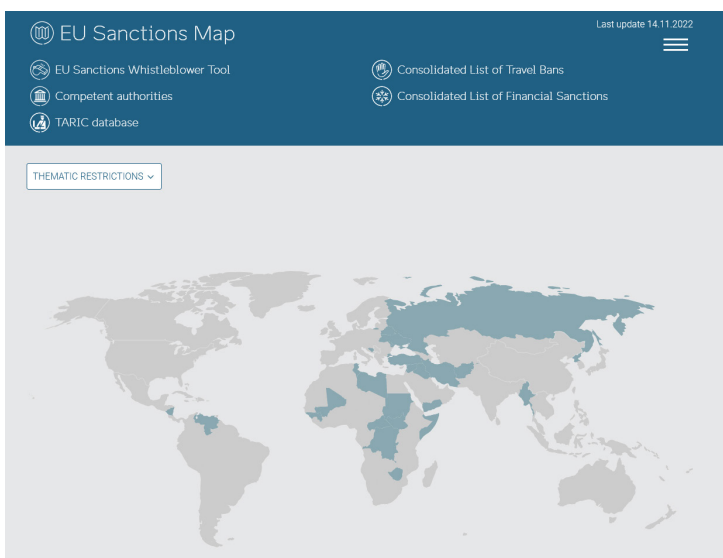 EU Sanctions Map
Last update 14.11.2022
EU Sanctions Whistleblower Tool
Consolidated List of Travel Bans
Competent authorities
Consolidated List of Financial Sanctions
TARIC database
THEMATIC RESTRICTIONS